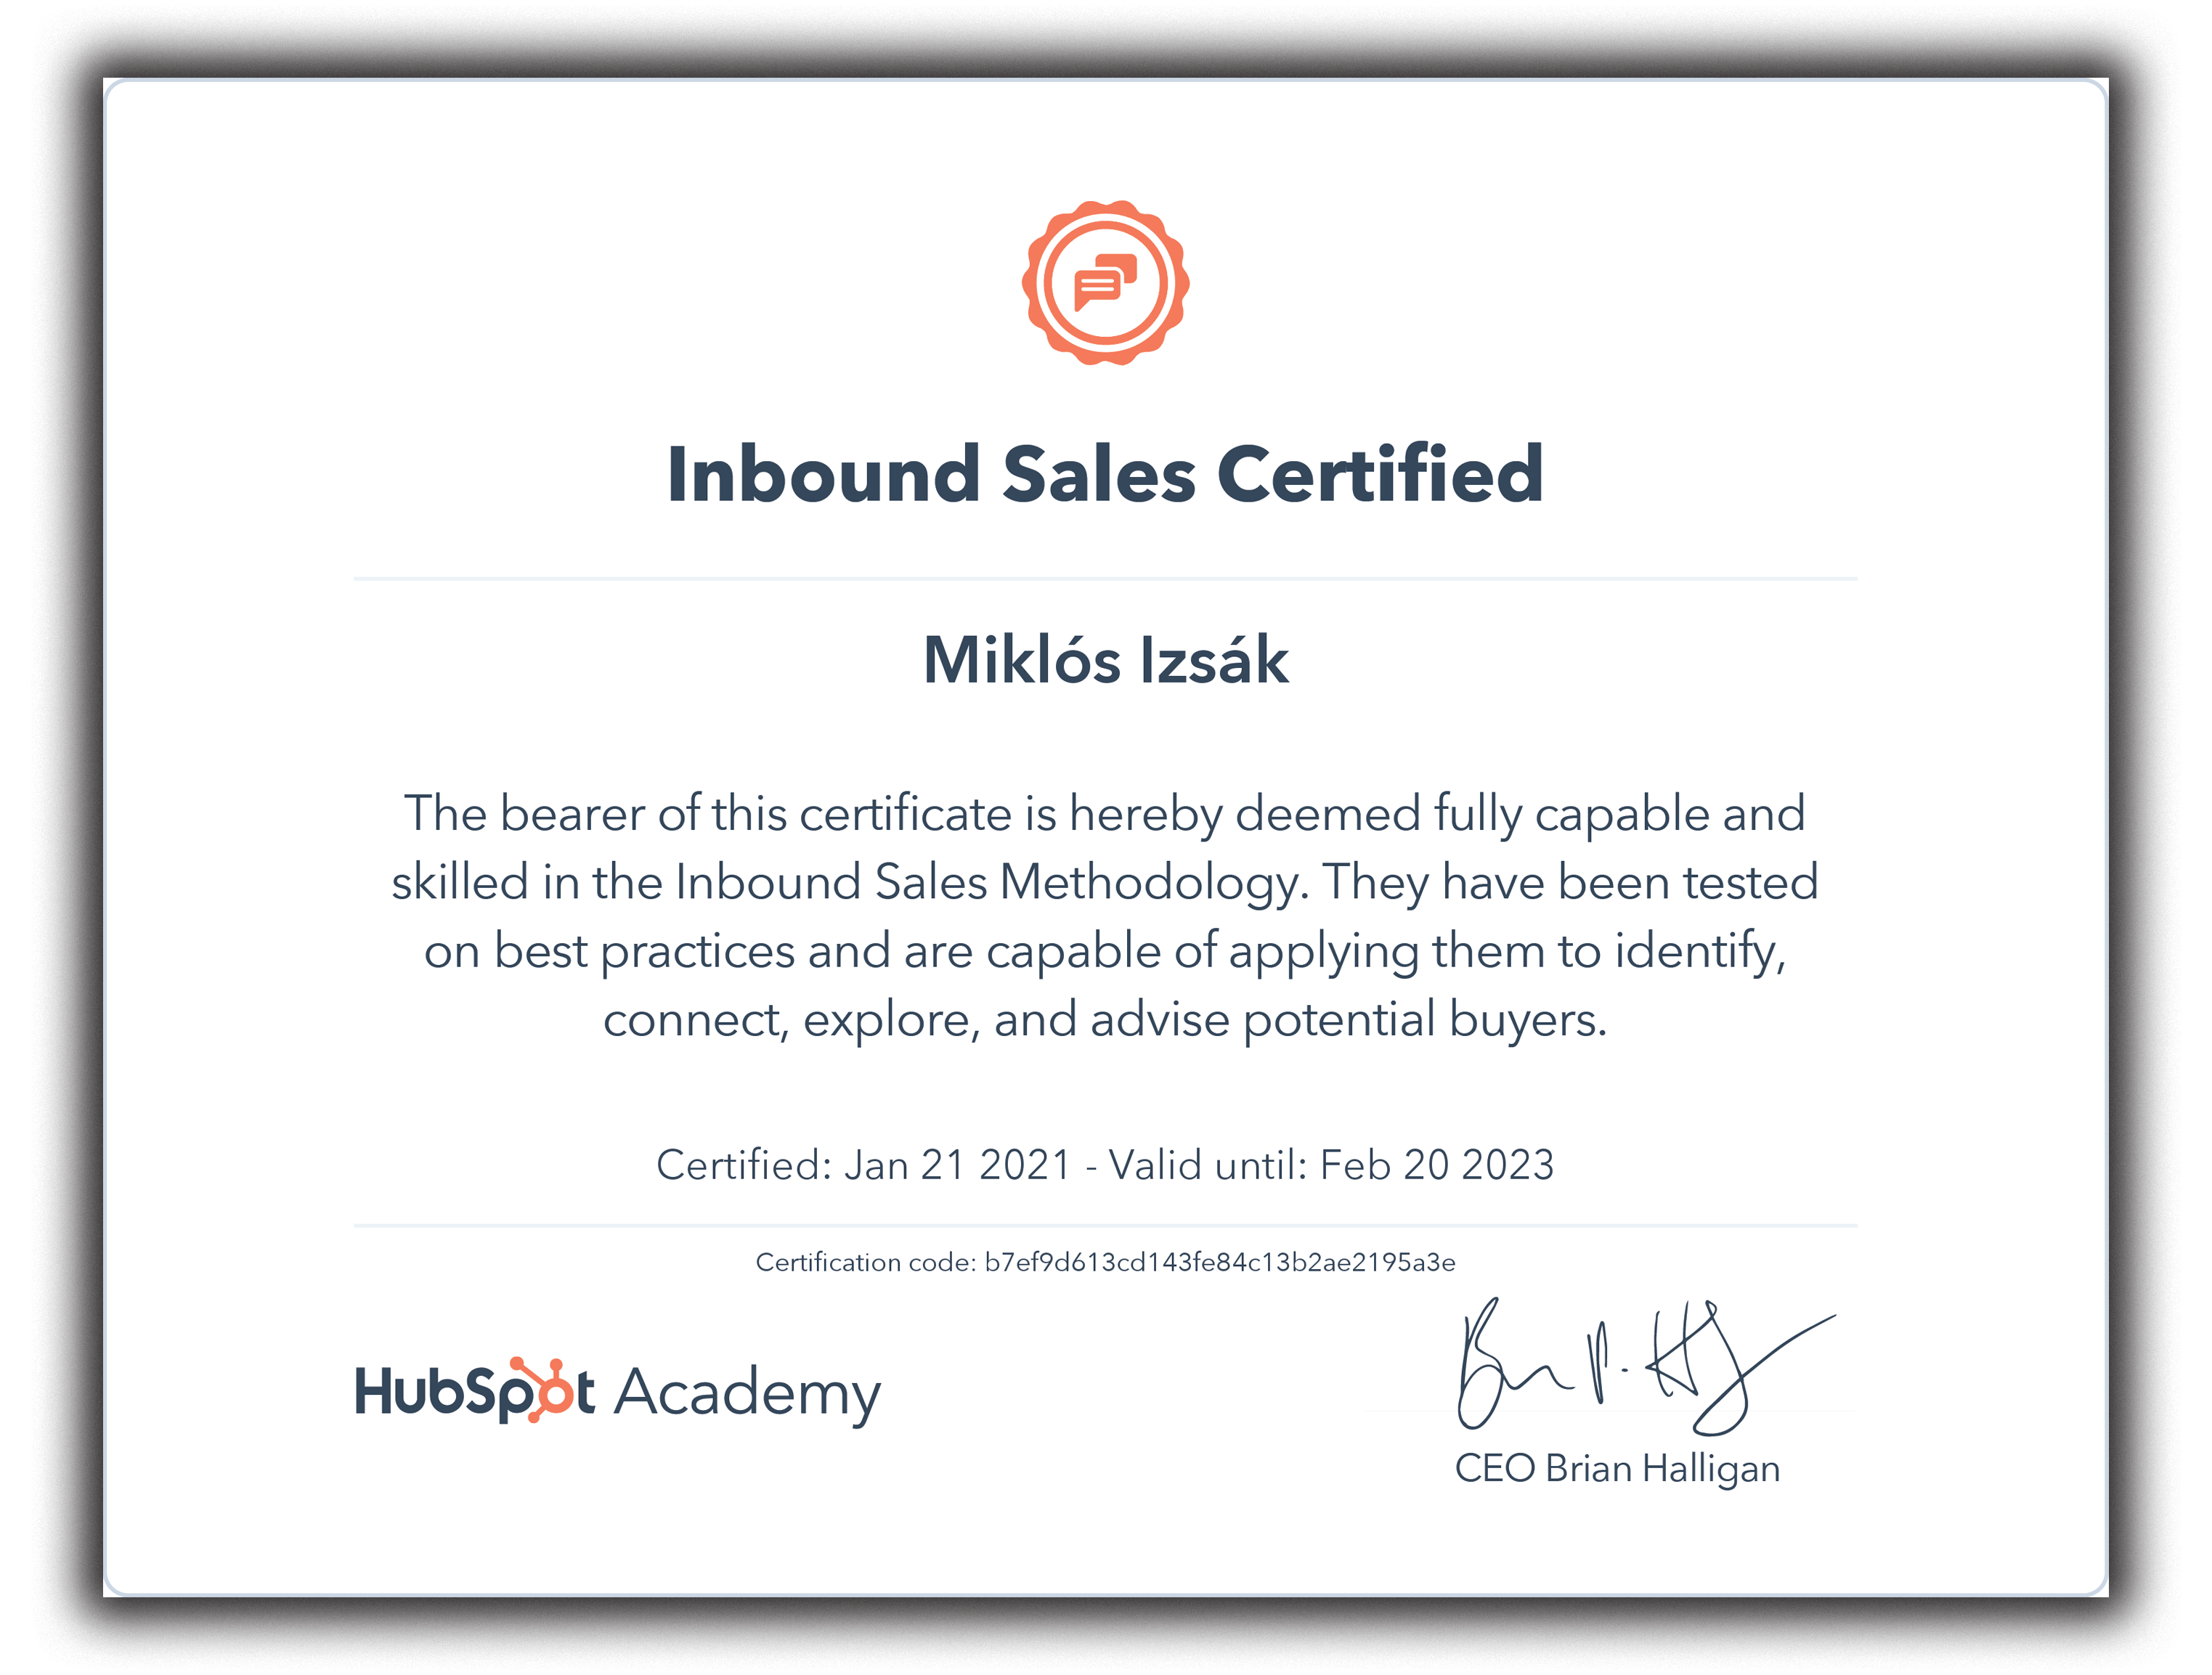 Inbound Sales Certified
Miklós Izsák
The bearer of this certificate is hereby deemed fully capable and
skilled in the Inbound Sales Methodology. They have been tested
on best practices and are capable of applying them to identify,
connect, explore, and advise potential buyers.
Certified: Jan 21 2021 - Valid until: Feb 20 2023
Certification code: b7ef9d613cd143fe84c13b2ae2195a3e
HubSpot Academy
CEO Brian Halligan